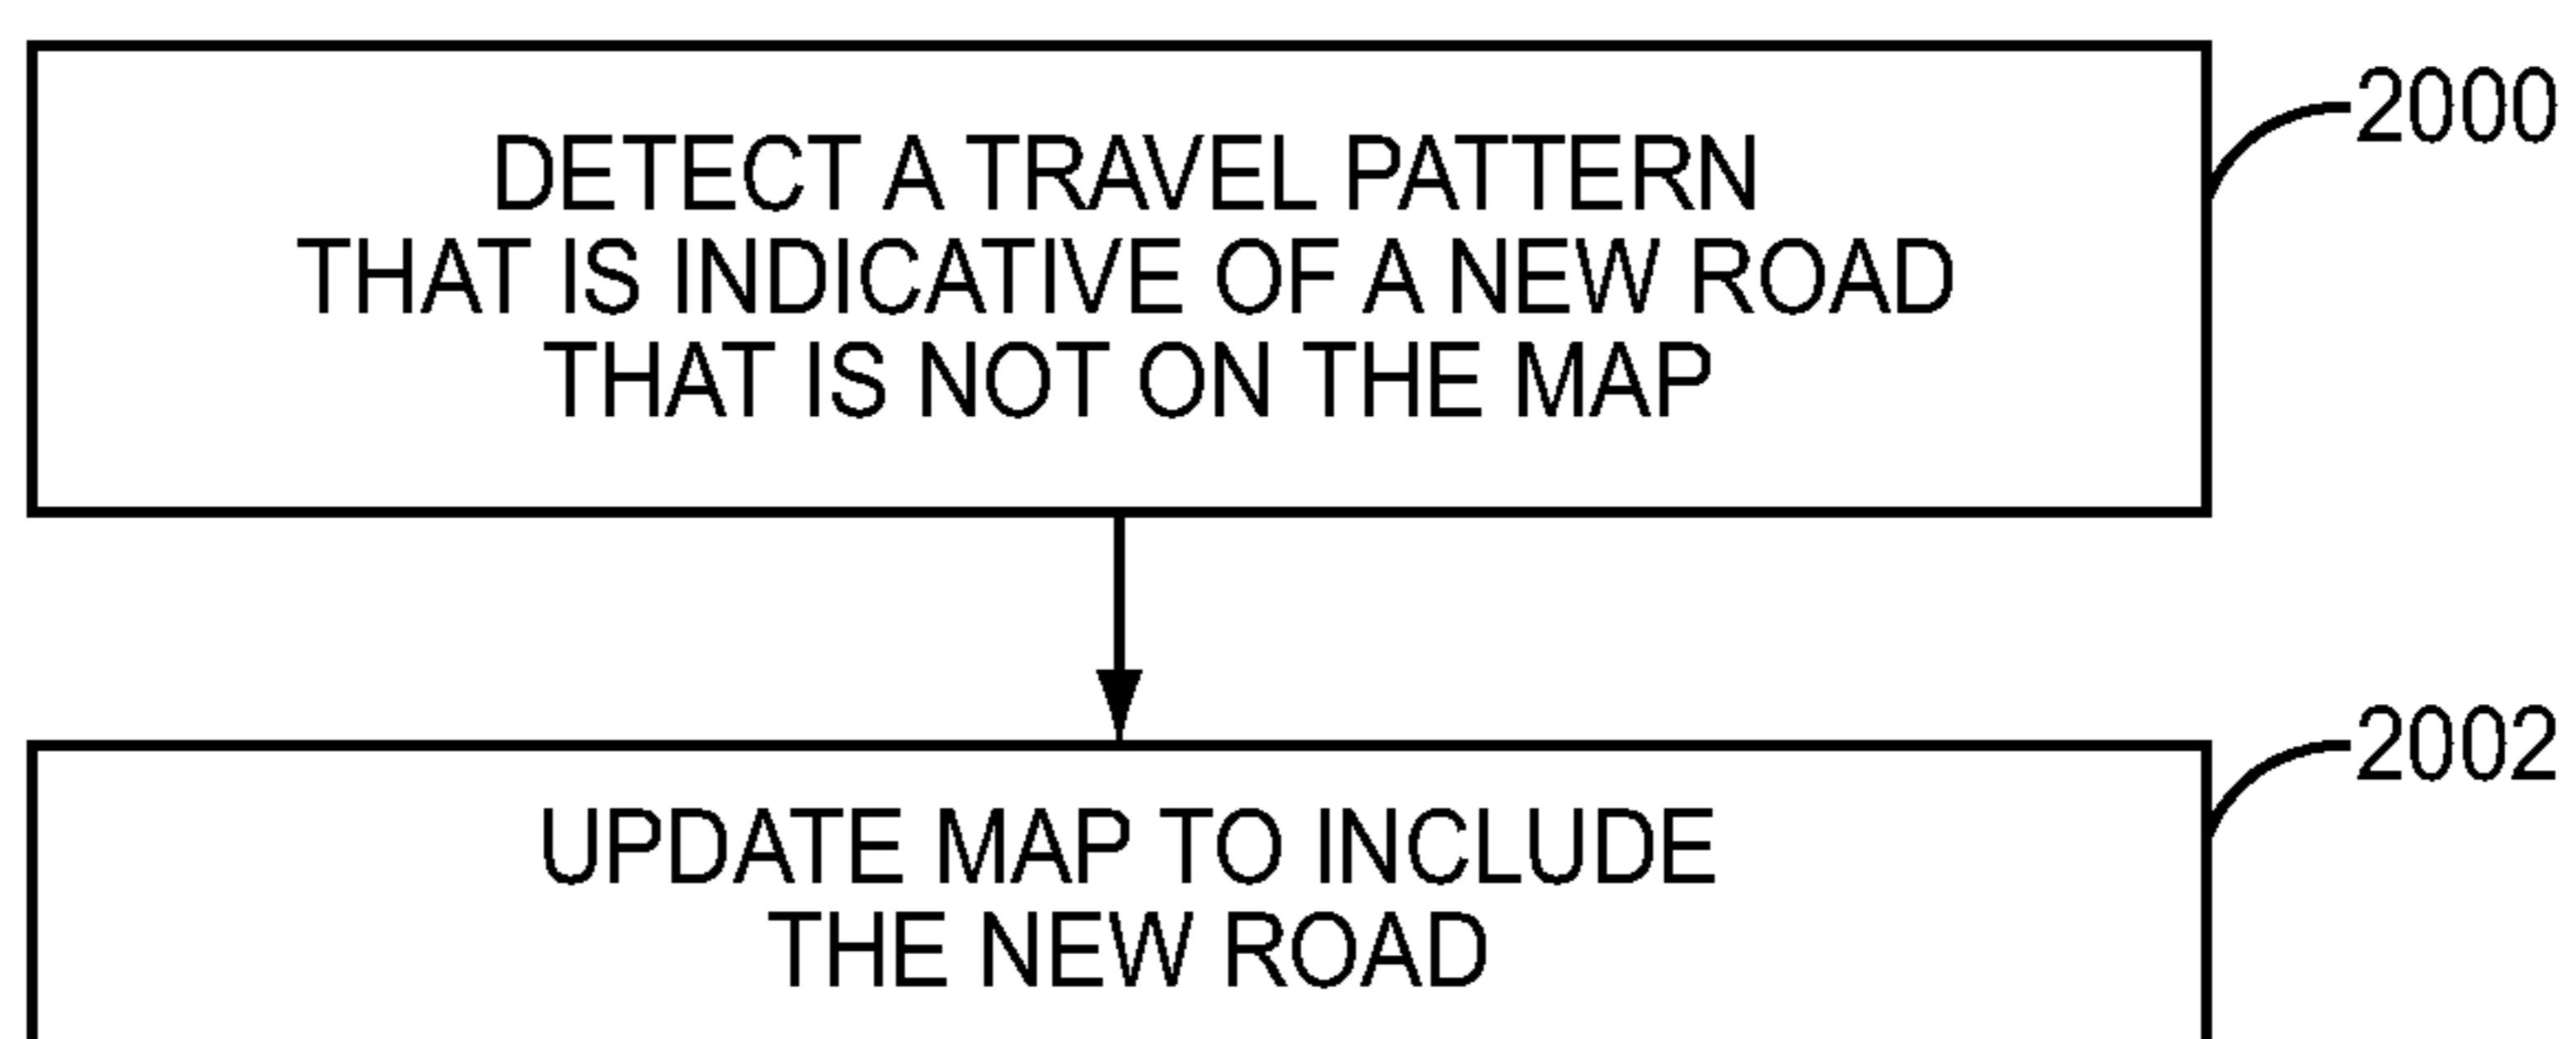 2000
DETECT A TRAVEL PATTERN
THAT IS INDICATIVE OF A NEW ROAD
THAT IS NOT ON THE MAP
2002
UPDATE MAP TO INCLUDE
THE NEW ROAD